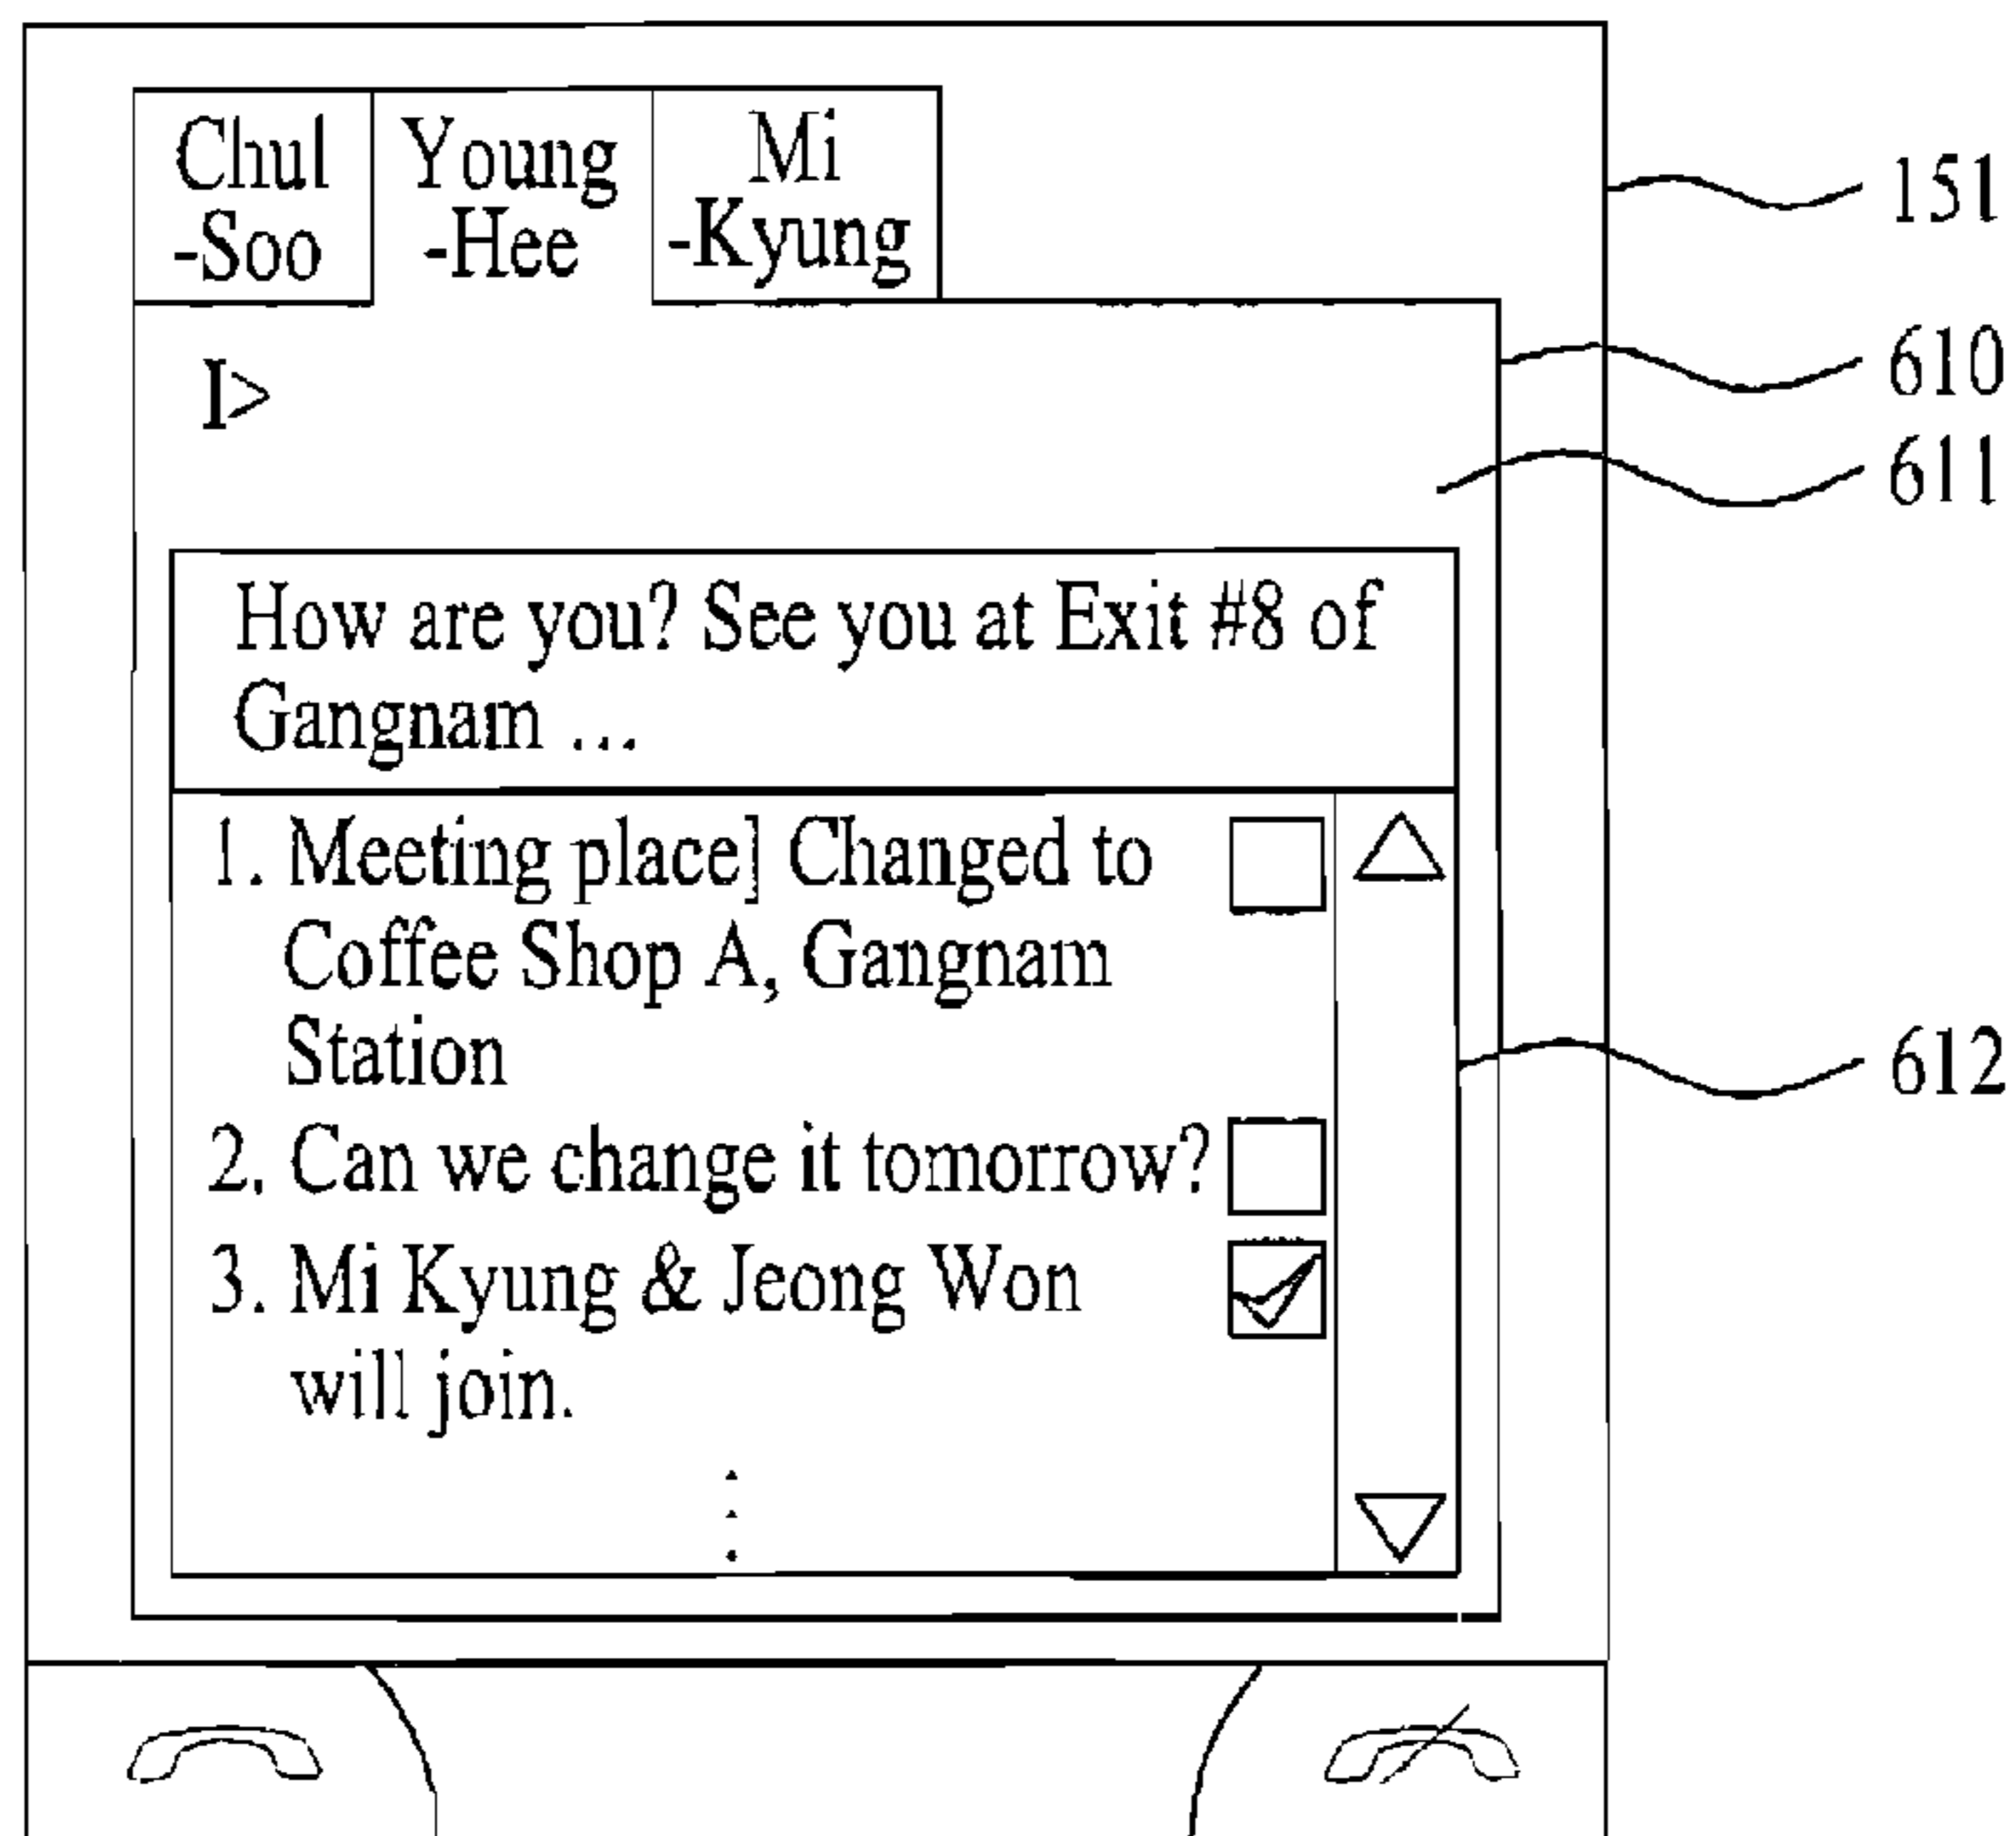 Chul
-Soo
Young
-Hee
Mi
-Kyung
151
I>
610
611
How are you? See you at Exit #8 of
Gangnam ...
1. Meeting place] Changed to
Coffee Shop A, Gangnam
Station
612
2. Can we change it tomorrow?
3. Mi Kyung & Jeong Won
will join.